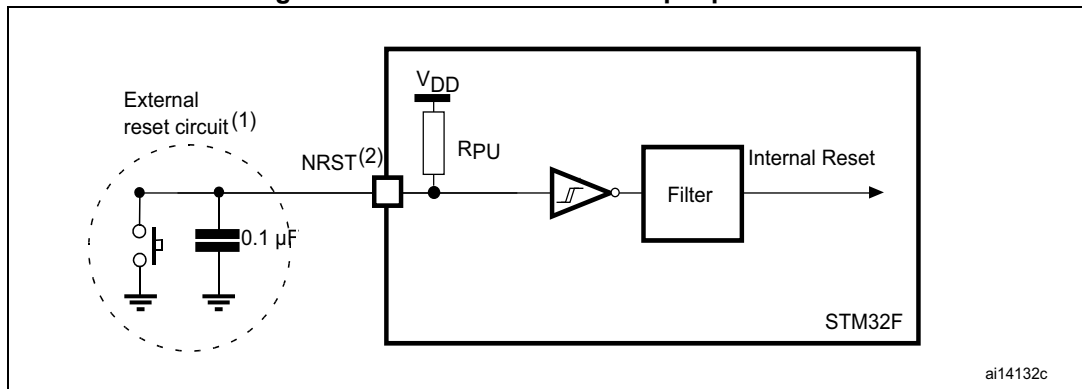 External
reset circuit(1)
VDD
RPU
NRST(2)
Internal Reset
Filter
0.1 µF
STM32F
ai14132c